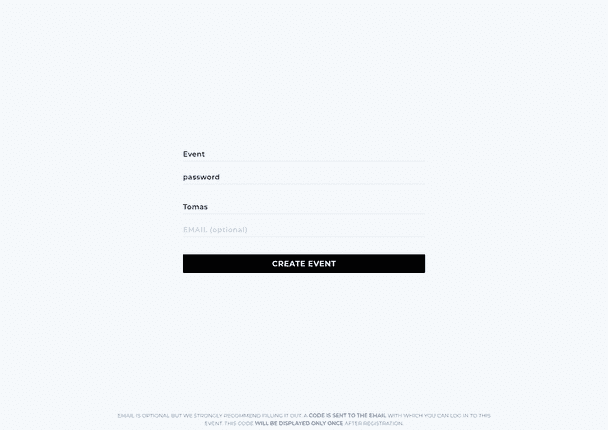 Event
password
Tomas
EMAIL (optional)
CREATE EVENT
EMAIL IS OPTIONAL BUT WE STRONGLY RECOMMEND FILLING IT OUT. A CODE IS SENT TO THE EMAIL WITH WHICH YOU CAN LOG IN TO THIS
EVENT. THIS CODE WILL BE DISPLAYED ONLY ONCE AFTER REGISTRATION.